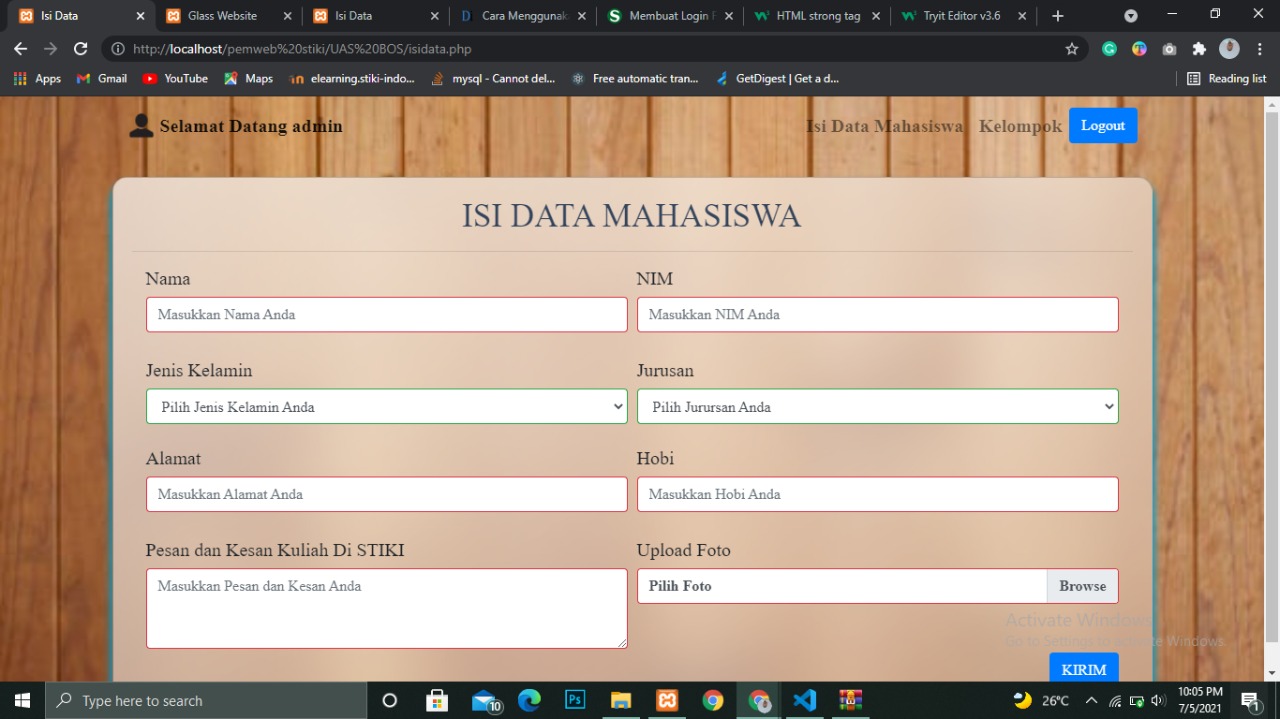 Isi Data
Glass Website
Isi Data
Cara Menggunak
Membuat Login F
HTML strong tag
Tryit Editor v3.6
http://localhost/pemweb%20stiki/UAS%20BOS/isidata.php
Apps
Gmail
YouTube
Maps
elearning.stiki-indo...
mysql - Cannot del...
Free automatic tran...
GetDigest | Get a d...
Reading list
Selamat Datang admin
Isi Data Mahasiswa
Kelompok
Logout
ISI DATA MAHASISWA
Nama
NIM
Masukkan Nama Anda
Masukkan NIM Anda
Jenis Kelamin
Jurusan
Pilih Jenis Kelamin Anda
Pilih Jurursan Anda
Alamat
Hobi
Masukkan Alamat Anda
Masukkan Hobi Anda
Pesan dan Kesan Kuliah Di STIKI
Upload Foto
Masukkan Pesan dan Kesan Anda
Pilih Foto
Browse
Activate Windows
Go to Settings to activate Windows.
KIRIM
Type here to search
10
Ps
26°C
10:05 PM
7/5/2021
1